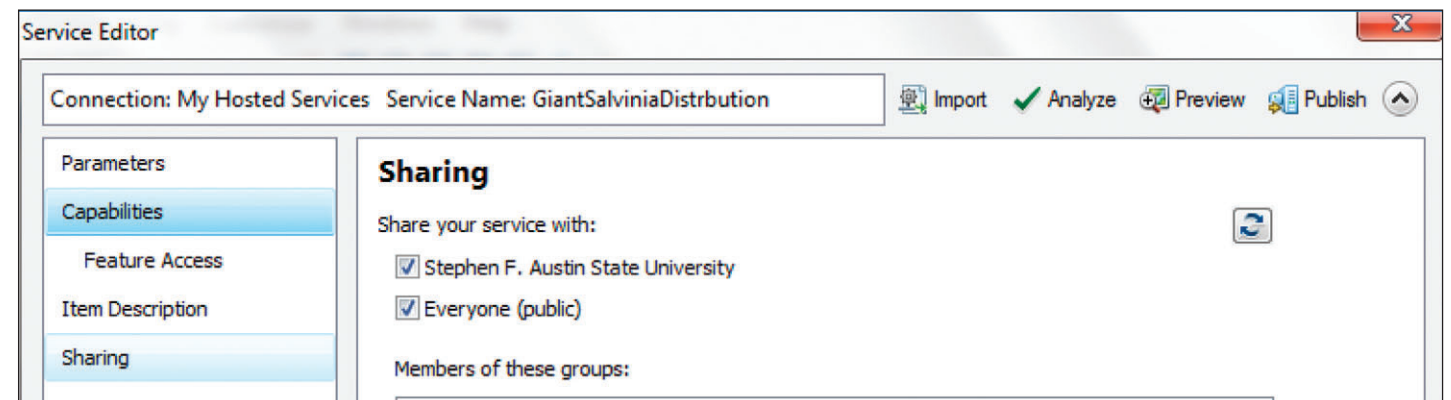 Service Editor
X
Connection: My Hosted Services Service Name: GiantSalviniaDistrbution
Import Analyze Preview Publish
Parameters
Capabilities
Feature Access
Item Description
Sharing
Sharing
Share your service with:
Stephen F. Austin State University
Everyone (public)
Members of these groups: